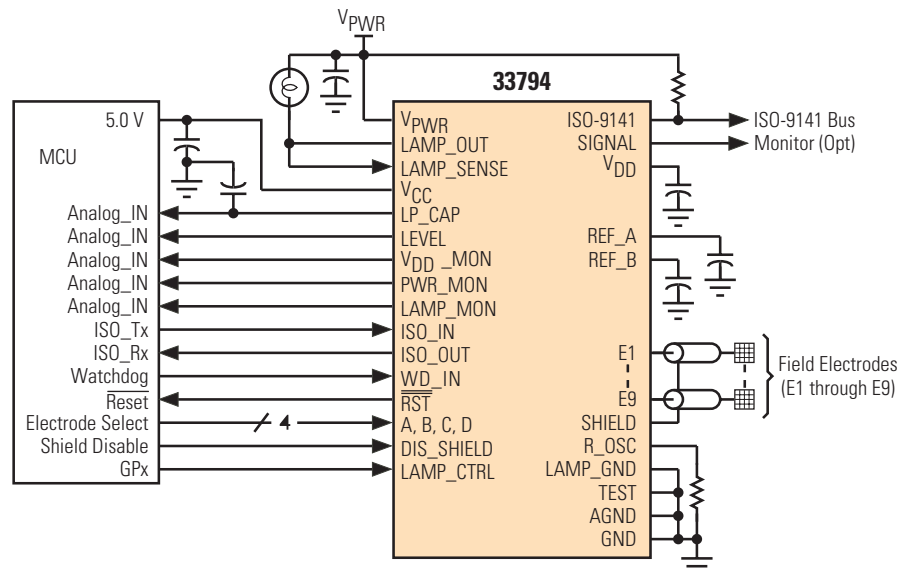 VPWR
33794
5.0 V
MCU
Analog_IN
Analog_IN
Analog_IN
Analog_IN
Analog_IN
ISO_Tx
ISO_Rx
Watchdog
Reset
Electrode Select
Shield Disable
GPx
4
VPWR
LAMP_OUT
LAMP_SENSE
VCC
LP_CAP
LEVEL
VDD _MON
PWR_MON
LAMP_MON
ISO_IN
ISO_OUT
WD_IN
RST
A, B, C, D
DIS_SHIELD
LAMP_CTRL
ISO-9141
SIGNAL
VDD
REF_A
REF_B
E1
E9
SHIELD
R_OSC
LAMP_GND
TEST
AGND
GND
ISO-9141 Bus
Monitor (Opt)
Field Electrodes
(E1 through E9)